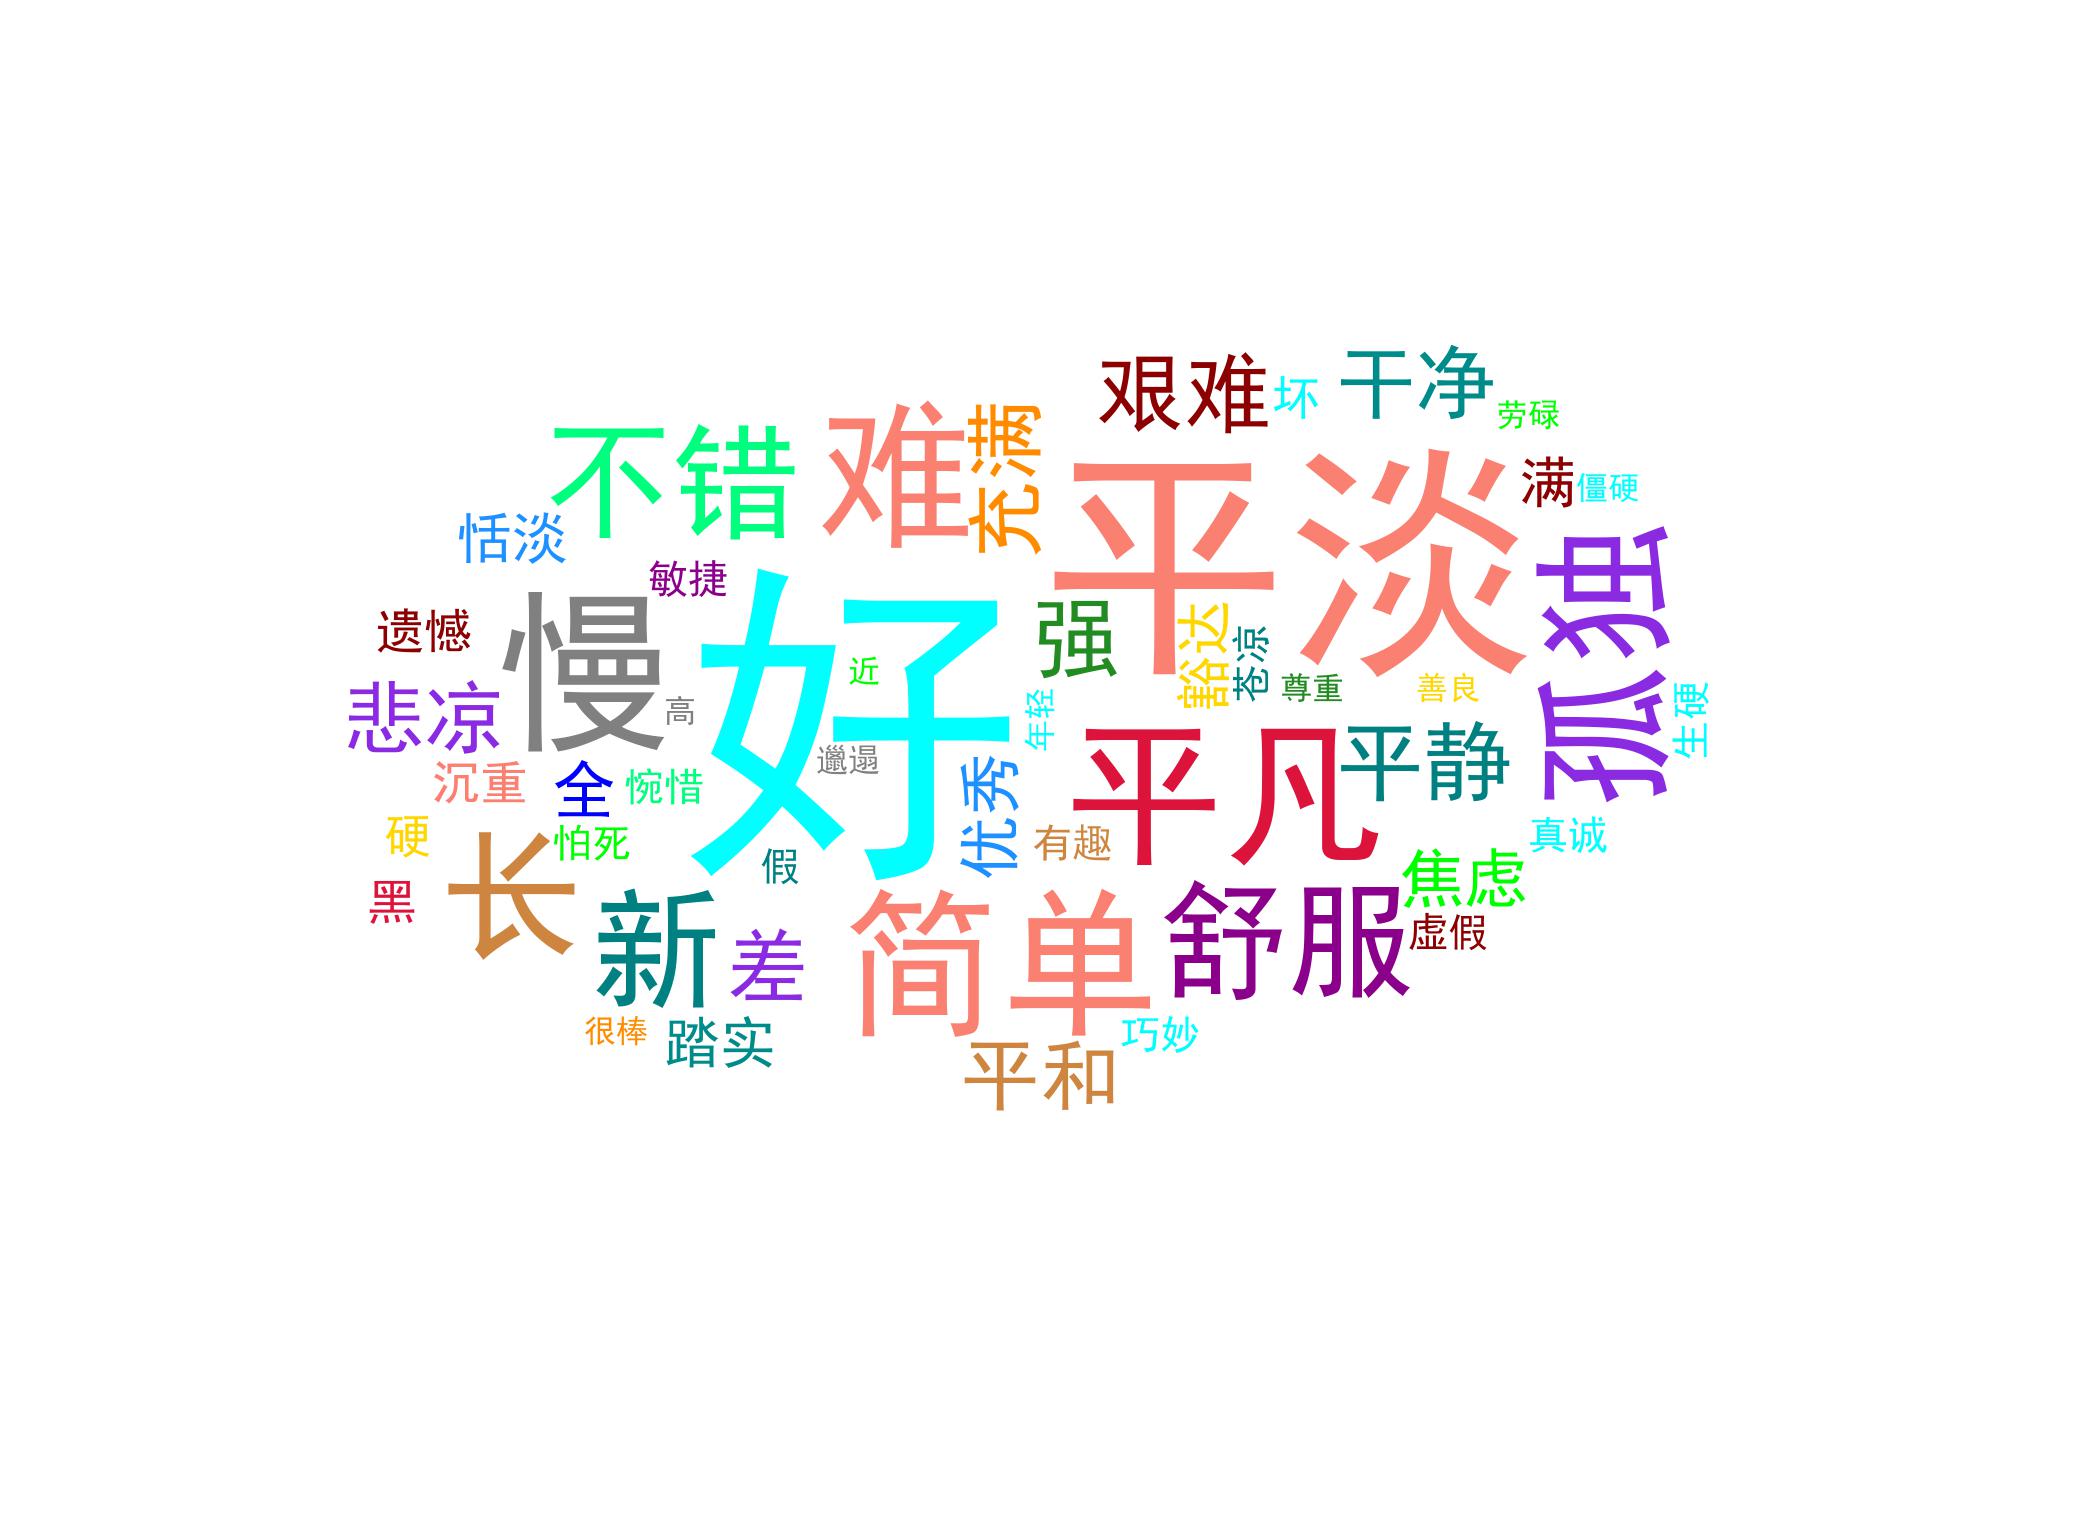 艰难
干净
坏
劳碌
不错
难
充满
平淡
满
僵硬
恬淡
敏捷
孤独
遗憾
慢
好
强
豁达
苍凉
近
尊重
善良
悲凉
高
年轻
生硬
平凡
平静
邋遢
沉重
全
惋惜
优秀
硬
怕死
有趣
真诚
长
假
焦虑
黑
新
差
简单
舒服
虚假
很棒
踏实
巧妙
平和